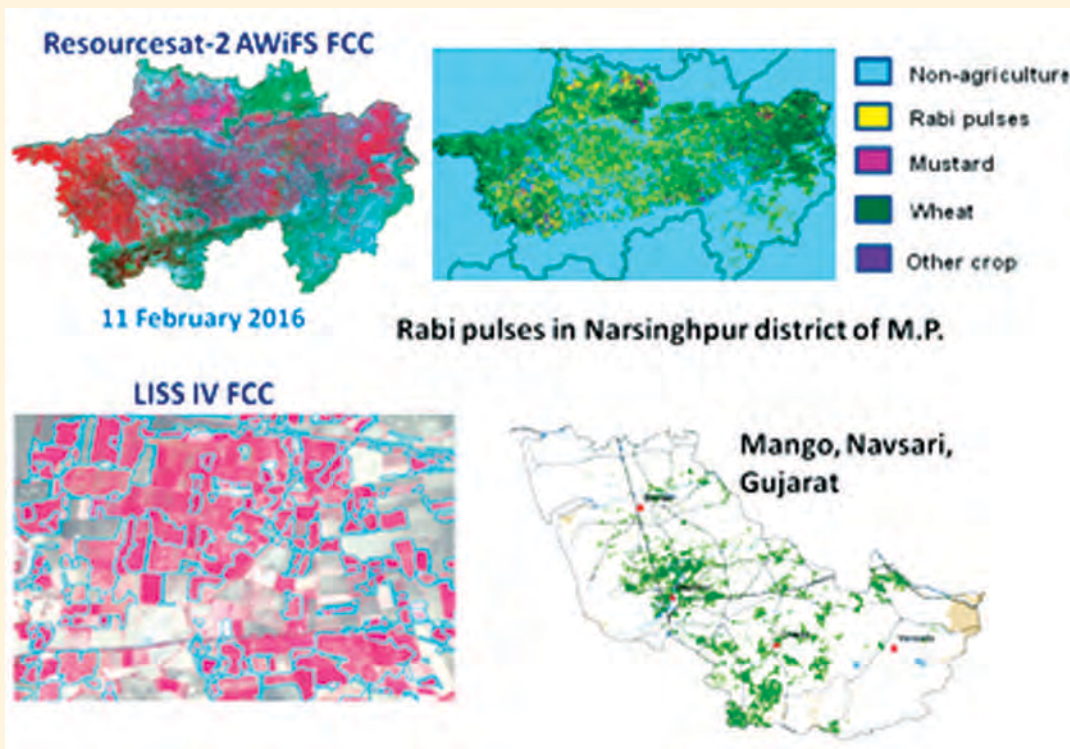 Resourcesat-2 AWiFS FCC
Non-agriculture
Rabi pulses
Mustard
Wheat
Other crop
11 February 2016
Rabi pulses in Narsinghpur district of M.P.
LISS IV FCC
Mango, Navsari,
Gujarat